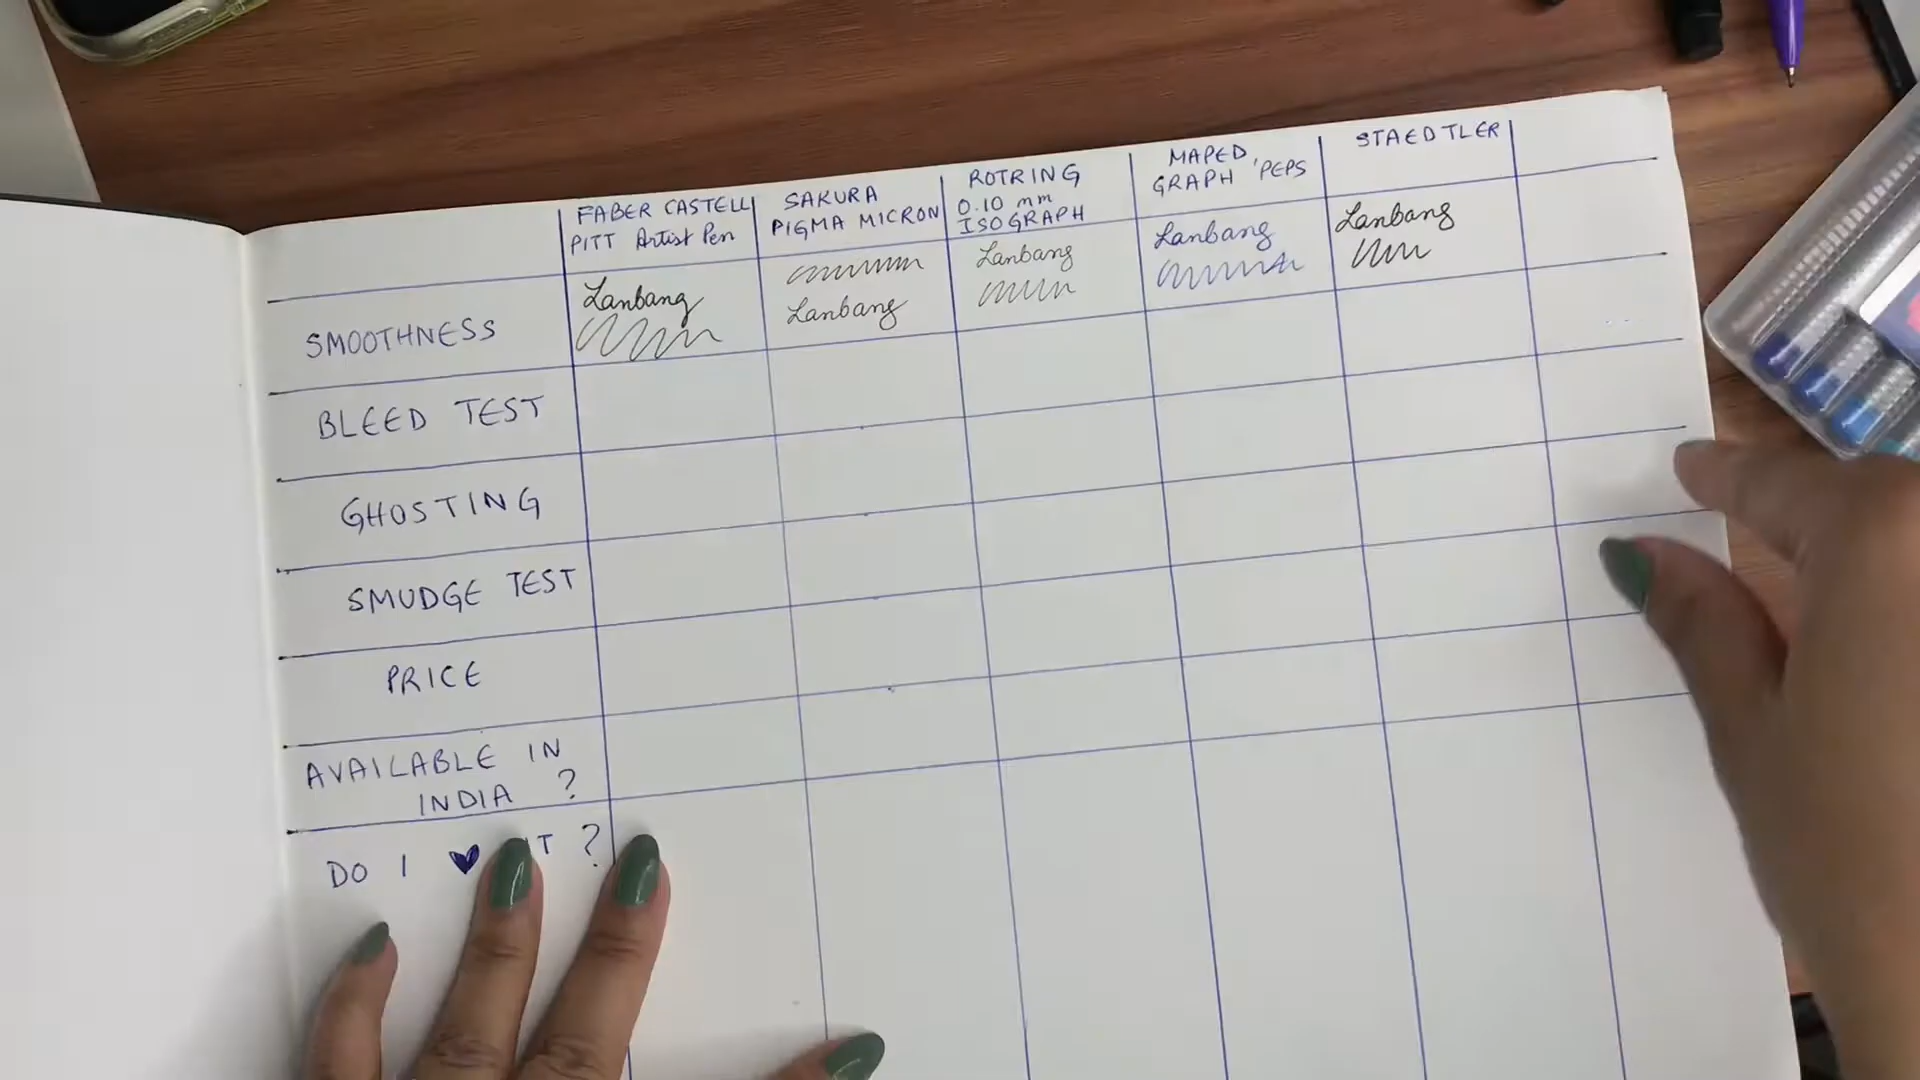 FABER CASTELL
PITT Artist Pen
SAKURA
PIGMA MICRON
ROTRING
0.10 mm
ISOGRAPH
MAPED
GRAPH 'PEPS
STAEDTLER
SMOOTHNESS
Lanbang
Lanbang
Lanbang
Lanbang
Lanbang
BLEED TEST
GHOSTING
SMUDGE TEST
PRICE
AVAILABLE IN
INDIA ?
DO I ♥ IT ?